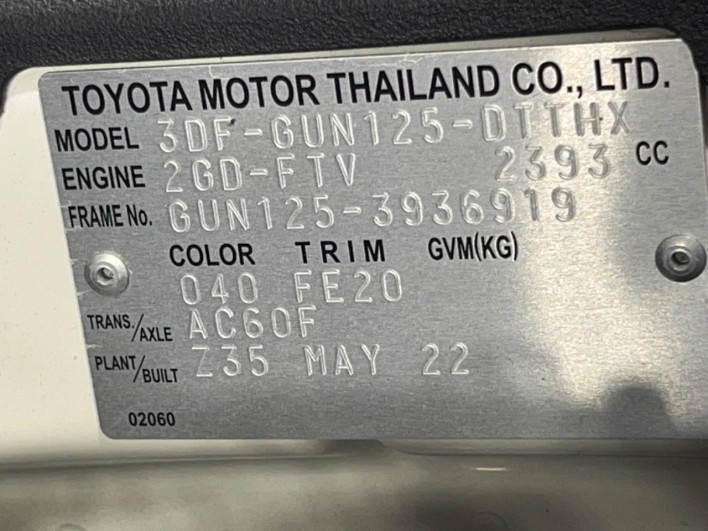 TOYOTA MOTOR THAILAND CO., LTD.
MODEL 3DF-GUN125-DTTHX
ENGINE 2GD-FTV 2393 CC
FRAME No. GUN125-3936919
COLOR TRIM GVM(KG)
040 FE20
TRANS./AXLE AC60F
PLANT/BUILT Z35 MAY 22
02060